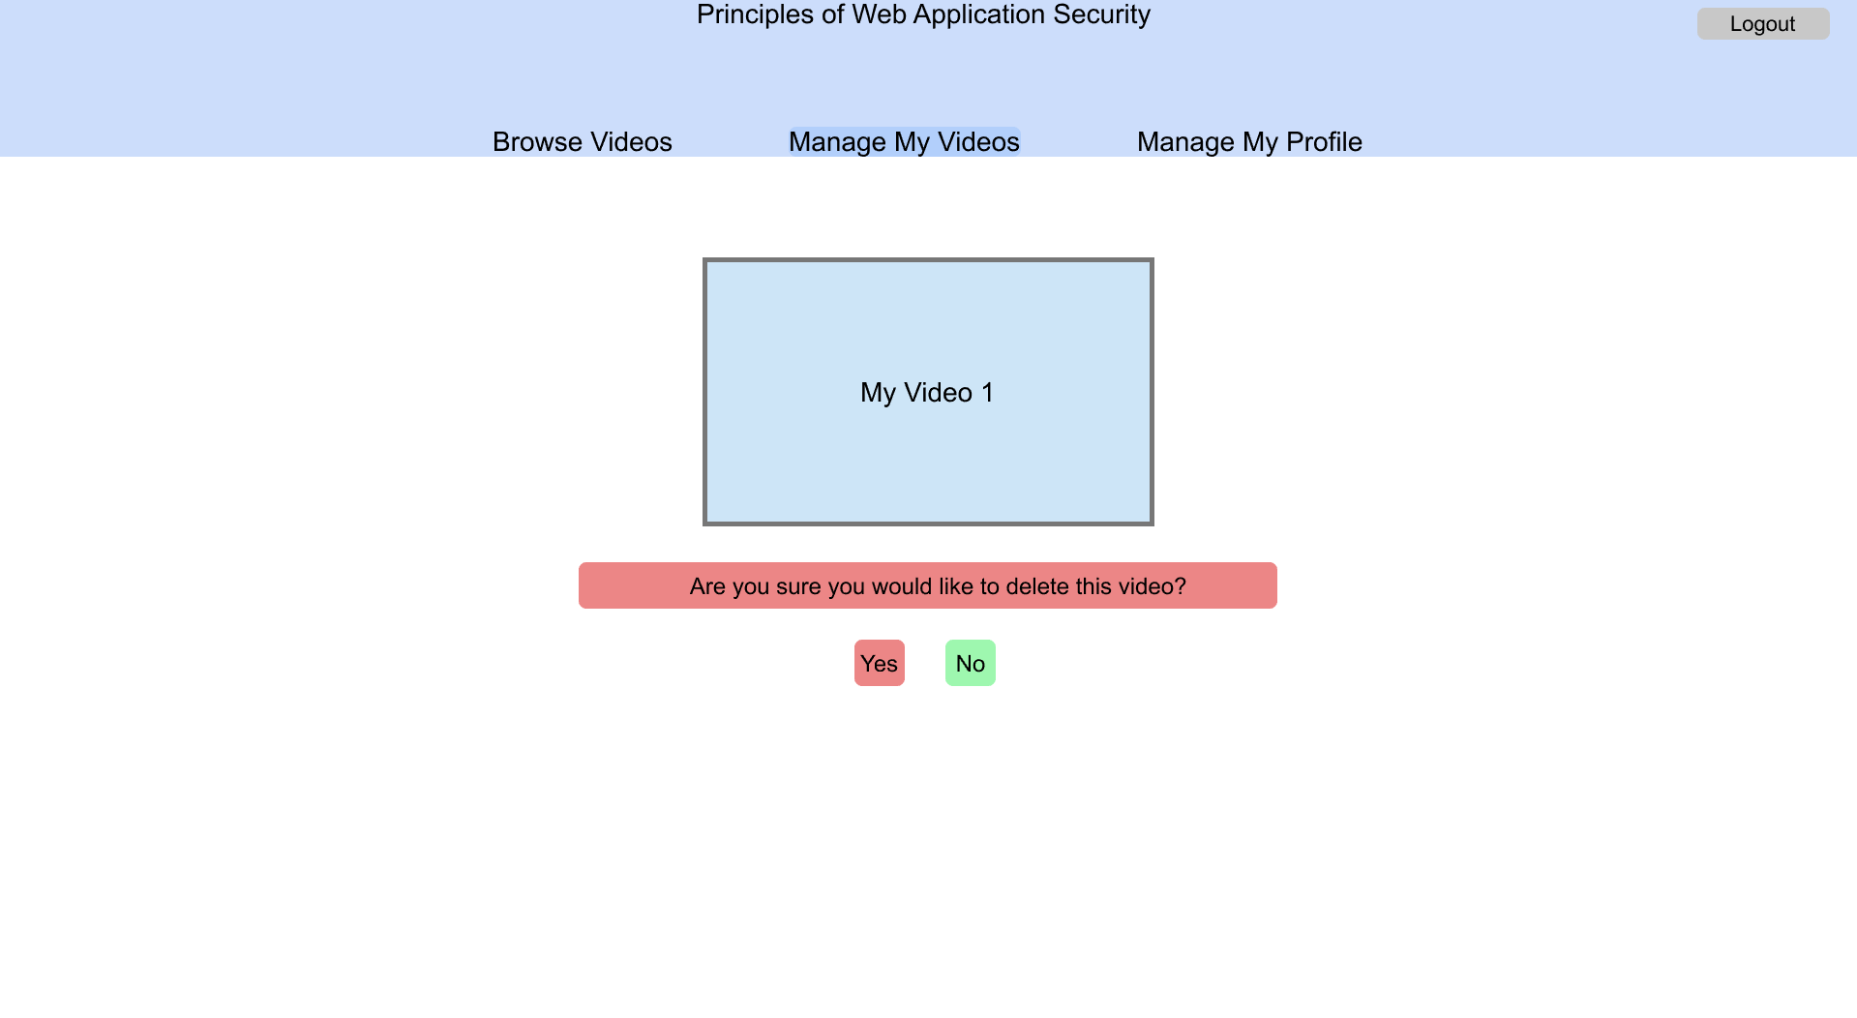 Principles of Web Application Security
Logout
Browse Videos
Manage My Videos
Manage My Profile
My Video 1
Are you sure you would like to delete this video?
Yes
No